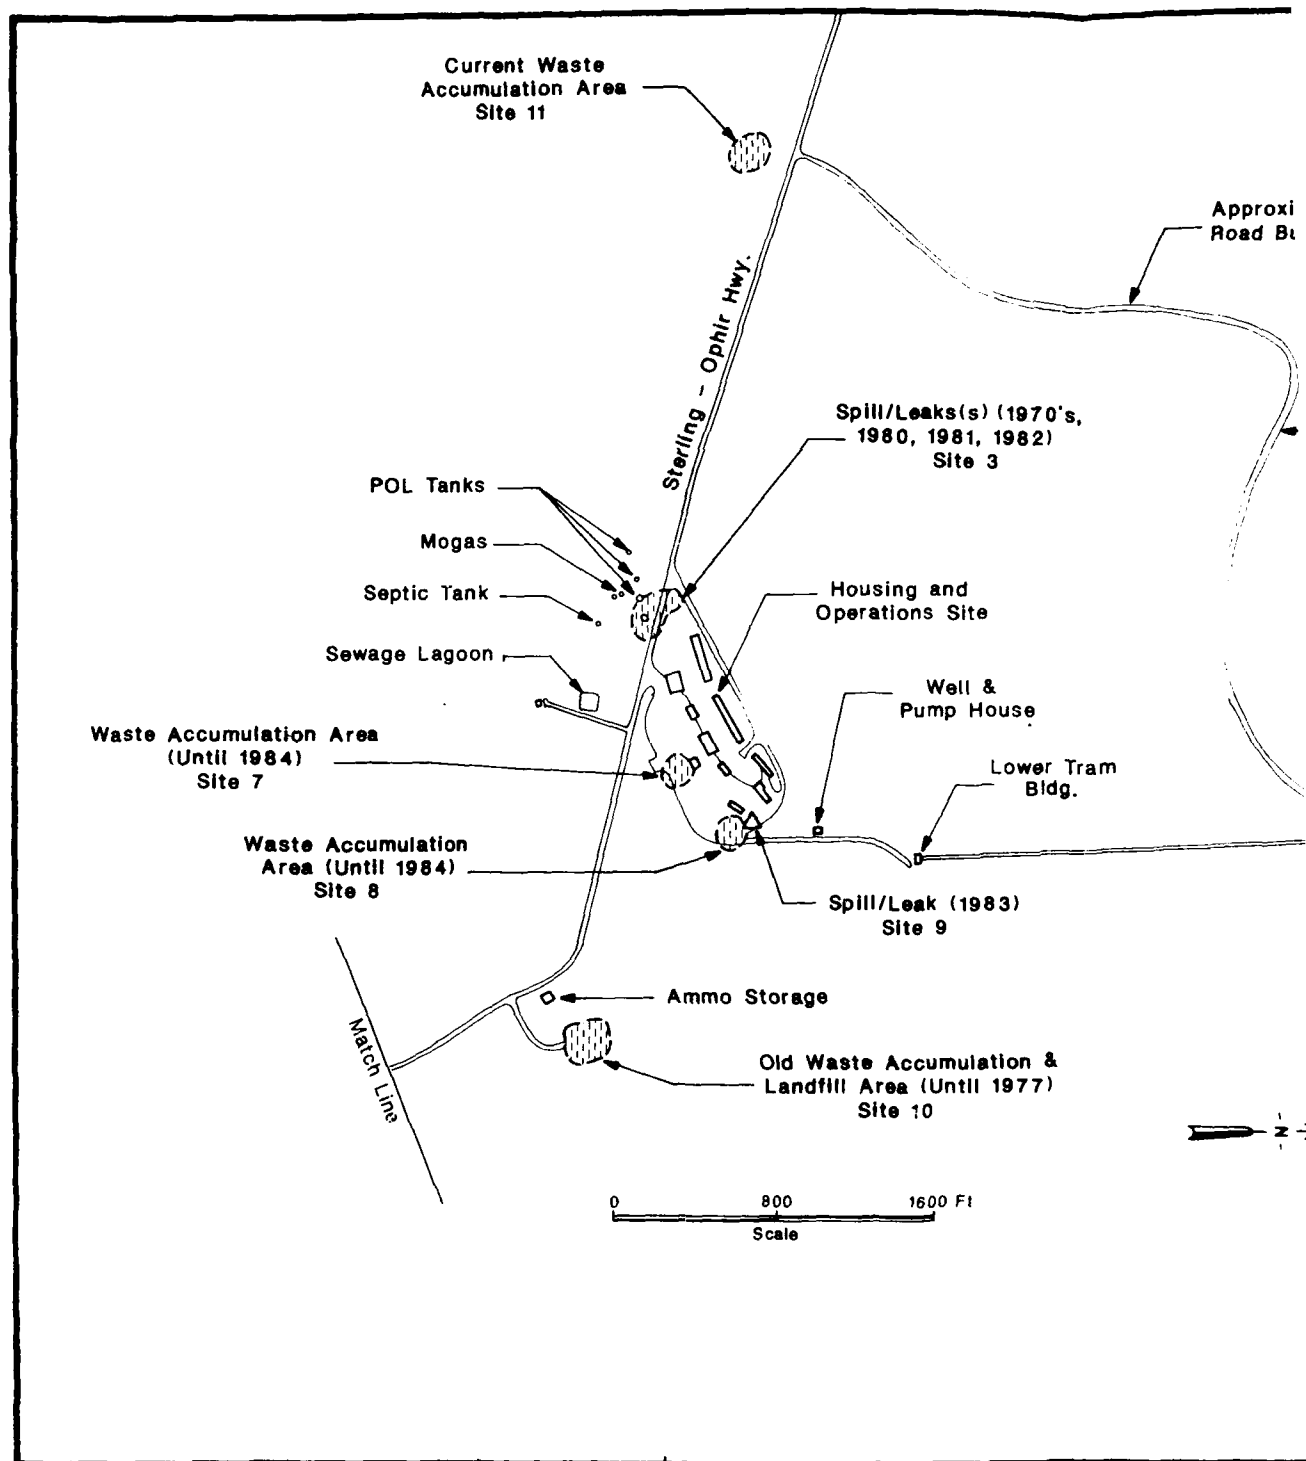 Current Waste
Accumulation Area
Site 11
Approxi
Road Bu
Sterling - Ophir Hwy.
Spill/Leaks(s) (1970's,
1980, 1981, 1982)
Site 3
POL Tanks
Mogas
Septic Tank
Housing and
Operations Site
Sewage Lagoon
Well &
Pump House
Waste Accumulation Area
(Until 1984)
Site 7
Lower Tram
Bldg.
Waste Accumulation
Area (Until 1984)
Site 8
Spill/Leak (1983)
Site 9
Ammo Storage
Match Line
Old Waste Accumulation &
Landfill Area (Until 1977)
Site 10
N
0 800 1600 Ft
Scale